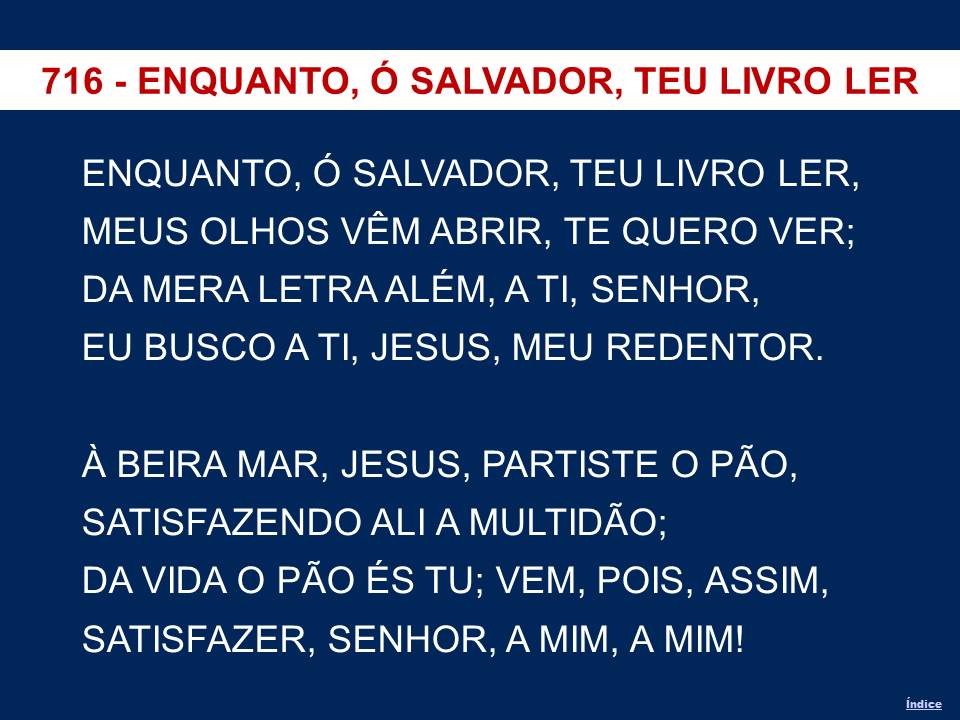 716 - ENQUANTO, Ó SALVADOR, TEU LIVRO LER
ENQUANTO, Ó SALVADOR, TEU LIVRO LER,
MEUS OLHOS VÊM ABRIR, TE QUERO VER;
DA MERA LETRA ALÉM, A TI, SENHOR,
EU BUSCO A TI, JESUS, MEU REDENTOR.
À BEIRA MAR, JESUS, PARTISTE O PÃO,
SATISFAZENDO ALI A MULTIDÃO;
DA VIDA O PÃO ÉS TU; VEM, POIS, ASSIM,
SATISFAZER, SENHOR, A MIM, A MIM!
Índice